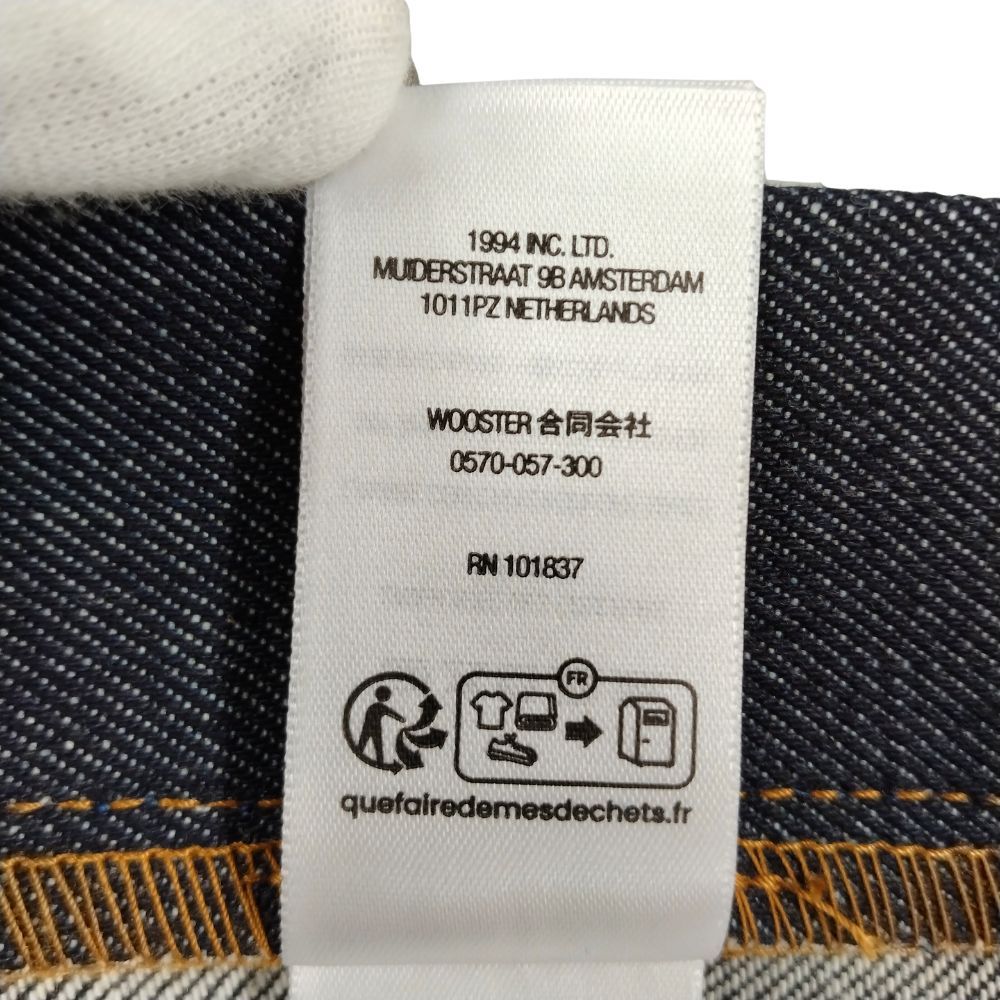 1994 INC. LTD.
MUIDERSTRAAT 9B AMSTERDAM
1011PZ NETHERLANDS
WOOSTER 合同会社
0570-057-300
RN 101837
FR
quefairedemesdechets.fr